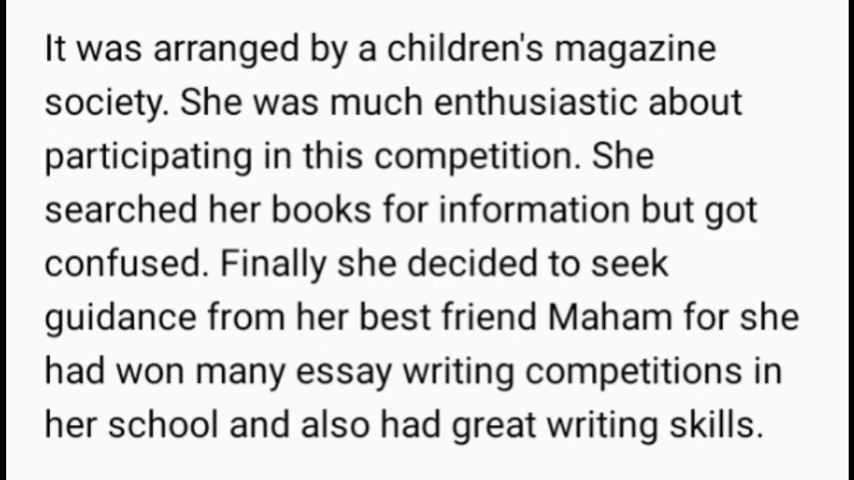 It was arranged by a children's magazine
society. She was much enthusiastic about
participating in this competition. She
searched her books for information but got
confused. Finally she decided to seek
guidance from her best friend Maham for she
had won many essay writing competitions in
her school and also had great writing skills.